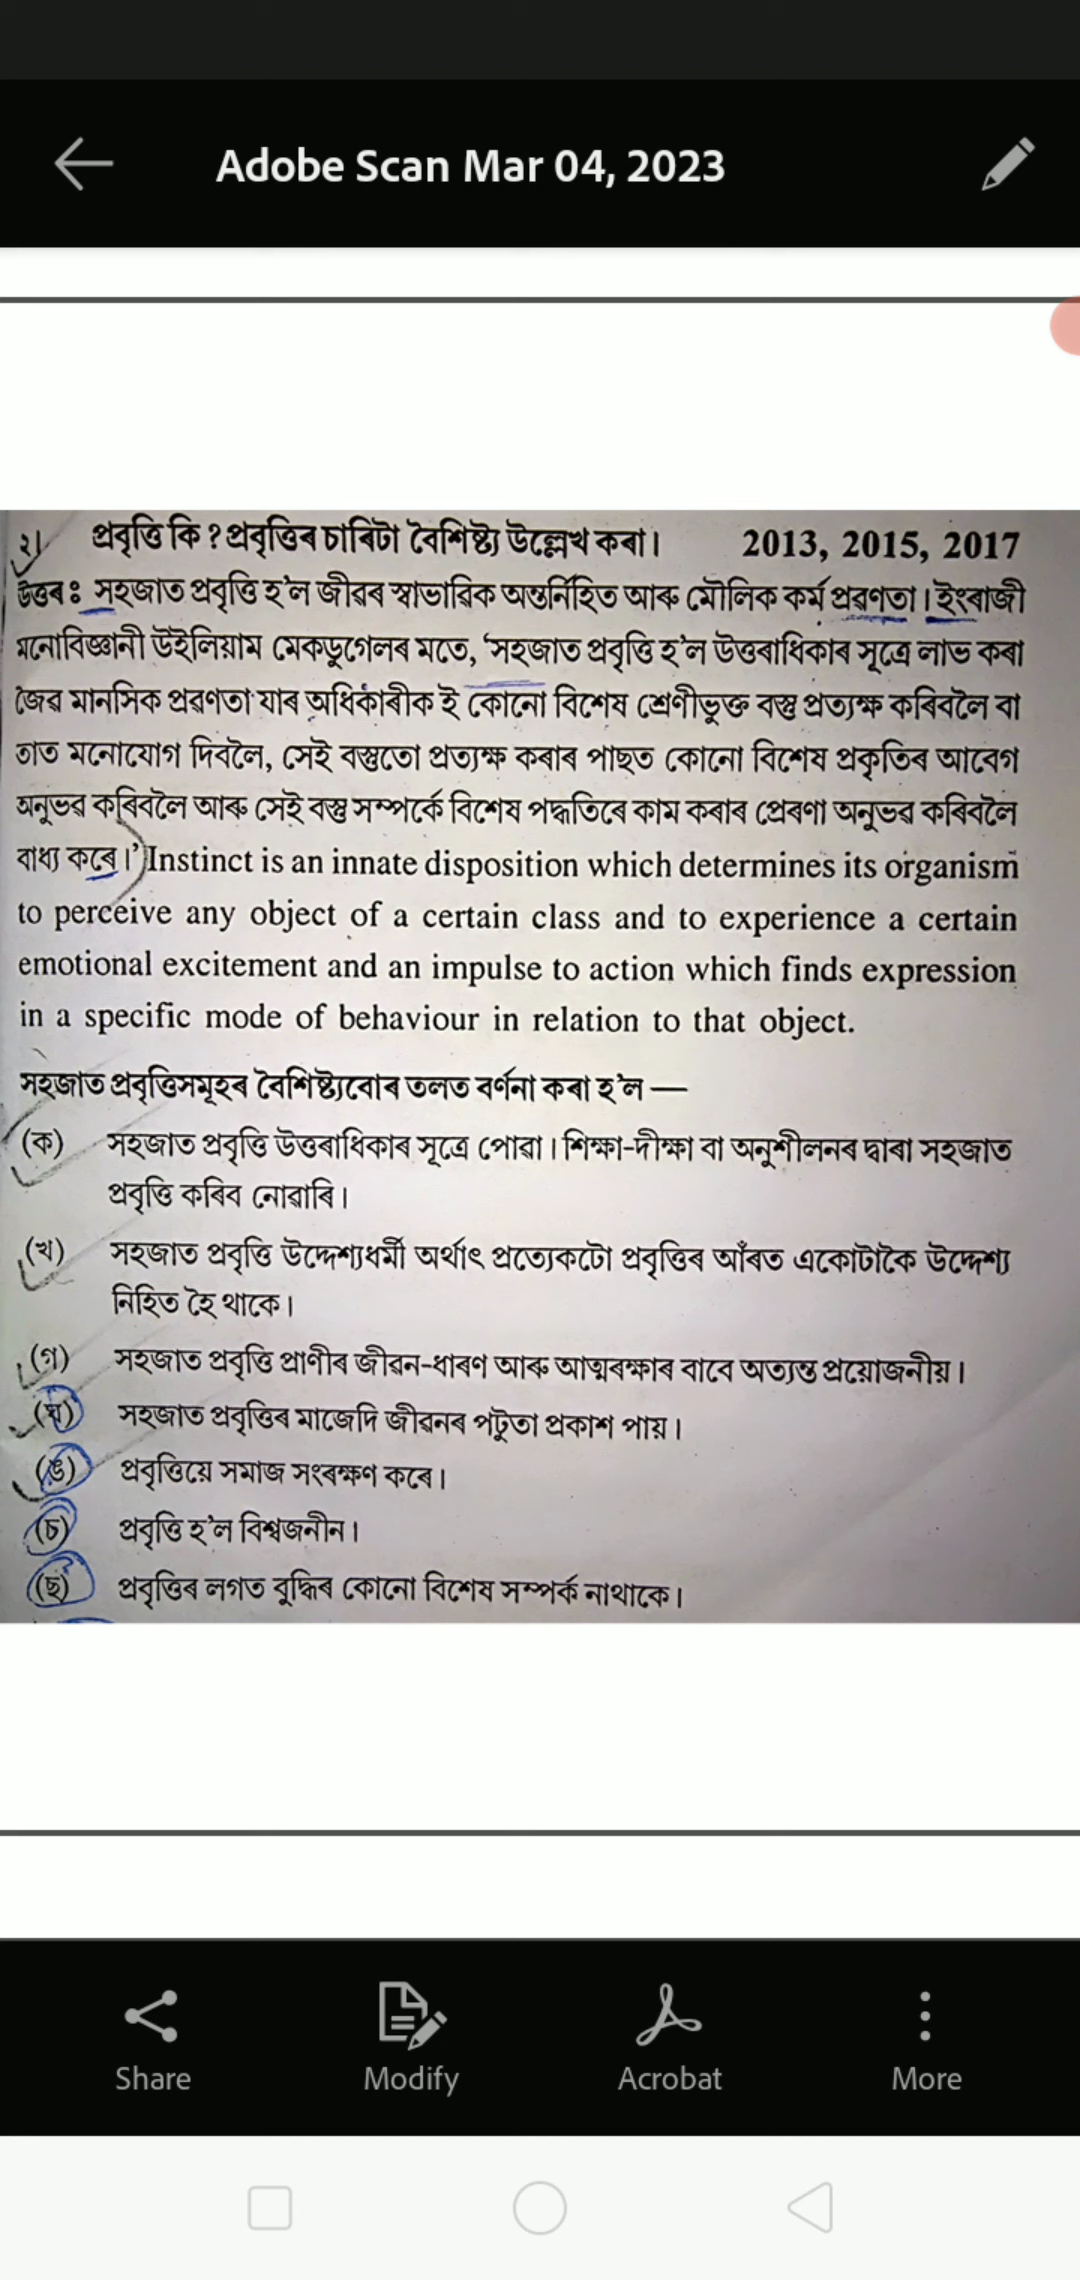 Adobe Scan Mar 04, 2023
২। প্ৰবৃত্তি কি ? প্ৰবৃত্তিৰ চাৰিটা বৈশিষ্ট্য উল্লেখ কৰা। 2013, 2015, 2017
উত্তৰ ঃ সহজাত প্ৰবৃত্তি হ'ল জীৱৰ স্বাভাৱিক অন্তৰ্নিহিত আৰু মৌলিক কৰ্ম প্ৰৱণতা। ইংৰাজী
মনোবিজ্ঞানী উইলিয়াম মেকডুগেলৰ মতে, 'সহজাত প্ৰবৃত্তি হ'ল উত্তৰাধিকাৰ সূত্ৰে লাভ কৰা
জৈৱ মানসিক প্ৰৱণতা যাৰ অধিকাৰীক ই কোনো বিশেষ শ্ৰেণীভুক্ত বস্তু প্ৰত্যক্ষ কৰিবলৈ বা
তাত মনোযোগ দিবলৈ, সেই বস্তুতো প্ৰত্যক্ষ কৰাৰ পাছত কোনো বিশেষ প্ৰকৃতিৰ আবেগ
অনুভৱ কৰিবলৈ আৰু সেই বস্তু সম্পৰ্কে বিশেষ পদ্ধতিৰে কাম কৰাৰ প্ৰেৰণা অনুভৱ কৰিবলৈ
বাধ্য কৰে।' Instinct is an innate disposition which determines its organism
to perceive any object of a certain class and to experience a certain
emotional excitement and an impulse to action which finds expression
in a specific mode of behaviour in relation to that object.
সহজাত প্ৰবৃত্তিসমূহৰ বৈশিষ্ট্যবোৰ তলত বৰ্ণনা কৰা হ'ল —
(ক) সহজাত প্ৰবৃত্তি উত্তৰাধিকাৰ সূত্ৰে পোৱা। শিক্ষা-দীক্ষা বা অনুশীলনৰ দ্বাৰা সহজাত
প্ৰবৃত্তি কৰিব নোৱাৰি।
(খ) সহজাত প্ৰবৃত্তি উদ্দেশ্যধৰ্মী অৰ্থাৎ প্ৰত্যেকটো প্ৰবৃত্তিৰ আঁৰত একোটাকৈ উদ্দেশ্য
নিহিত হৈ থাকে।
(গ) সহজাত প্ৰবৃত্তি প্ৰাণীৰ জীৱন-ধাৰণ আৰু আত্মৰক্ষাৰ বাবে অত্যন্ত প্ৰয়োজনীয়।
(ঘ) সহজাত প্ৰবৃত্তিৰ মাজেদি জীৱনৰ পটুতা প্ৰকাশ পায়।
(ঙ) প্ৰবৃত্তিয়ে সমাজ সংৰক্ষণ কৰে।
(চ) প্ৰবৃত্তি হ'ল বিশ্বজনীন।
(ছ) প্ৰবৃত্তিৰ লগত বুদ্ধিৰ কোনো বিশেষ সম্পৰ্ক নাথাকে।
Share Modify Acrobat More